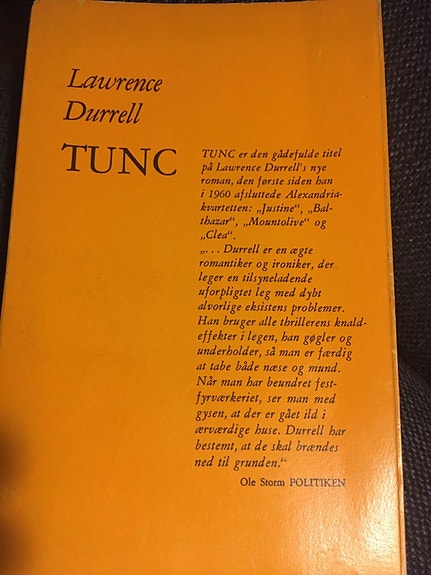 Lawrence
Durrell
TUNC
TUNC er den gådefulde titel
på Lawrence Durrell's nye
roman, den første siden han
i 1960 afsluttede Alexandria-
kvartetten: „Justine“, „Bal-
thazar“, „Mountolive“ og
„Clea“.
„. . . Durrell er en ægte
romantiker og ironiker, der
leger en tilsyneladende
uforpligtet leg med dybt
alvorlige eksistens problemer.
Han bruger alle thrillerens knald-
effekter i legen, han gøgler og
underholder, så man er færdig
at tabe både næse og mund.
Når man har beundret fest-
fyrværkeriet, ser man med
gysen, at der er gået ild i
ærværdige huse. Durrell har
bestemt, at de skal brændes
ned til grunden.“
Ole Storm POLITIKEN